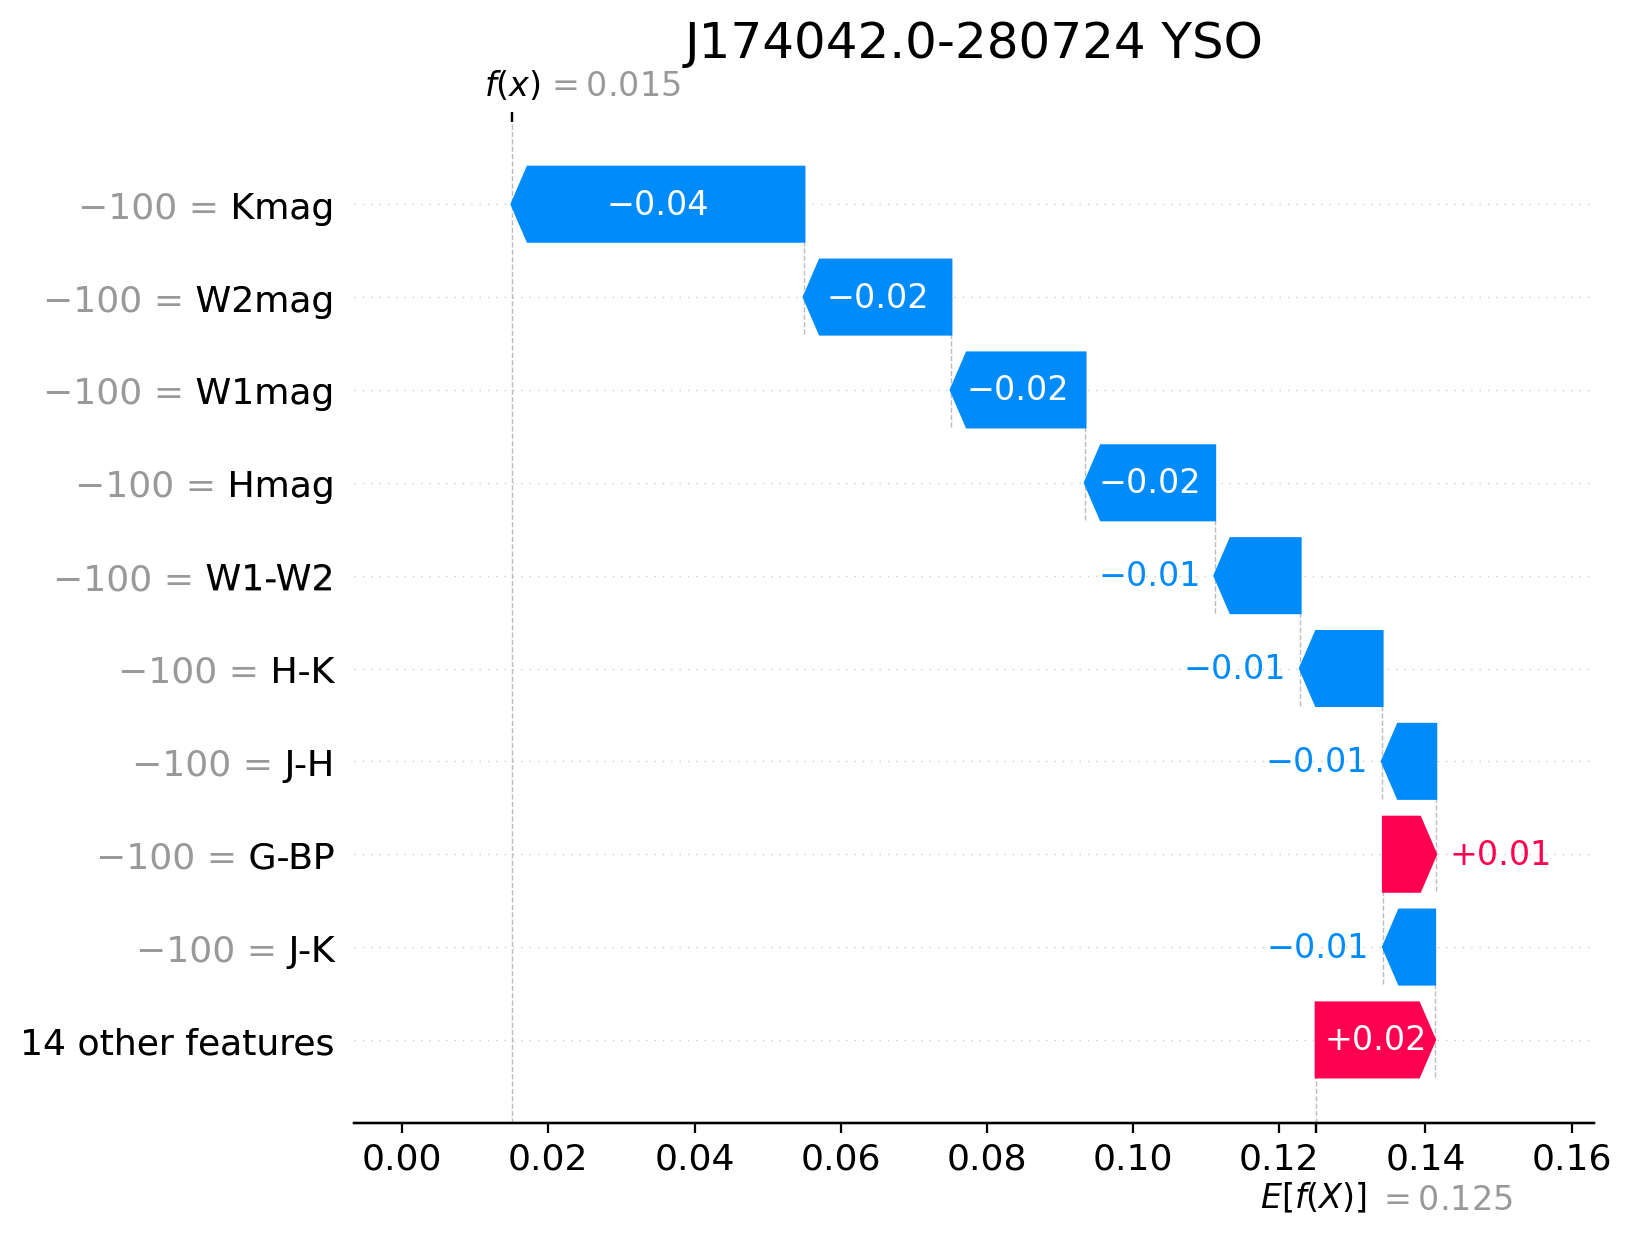 J174042.0-280724 YSO
f(x) = 0.015
−100 = Kmag
−0.04
−100 = W2mag
−0.02
−100 = W1mag
−0.02
−100 = Hmag
−0.02
−100 = W1-W2
−0.01
−100 = H-K
−0.01
−100 = J-H
−0.01
−100 = G-BP
+0.01
−100 = J-K
−0.01
14 other features
+0.02
0.00 0.02 0.04 0.06 0.08 0.10 0.12 0.14 0.16
E[f(X)] = 0.125